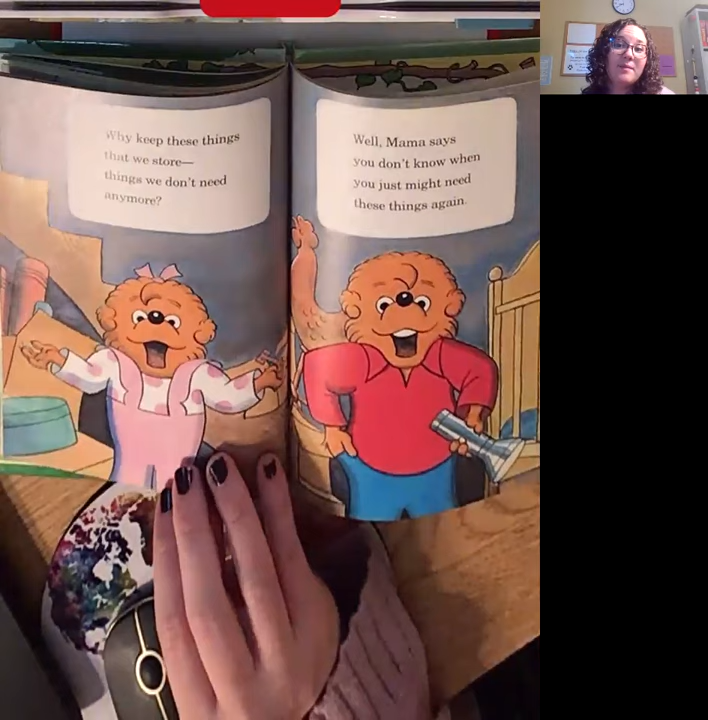 Why keep these things
that we store—
things we don't need
anymore?
Well, Mama says
you don't know when
you just might need
these things again.